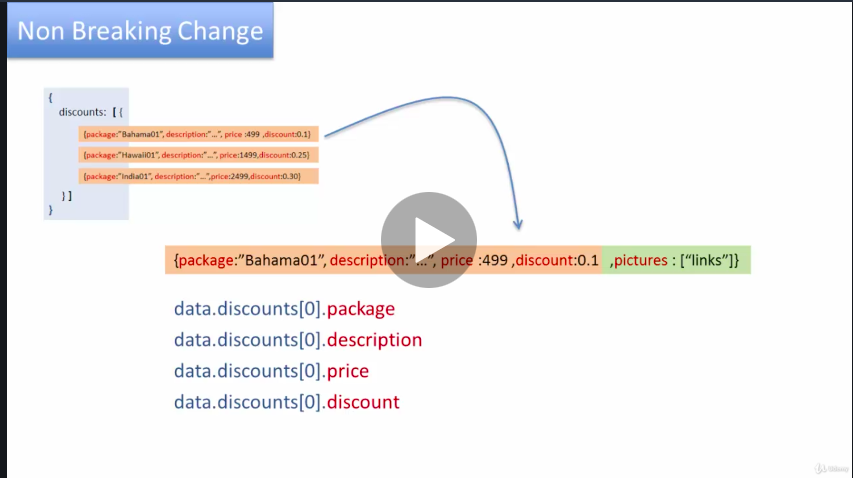 Non Breaking Change
{
discounts: [ {
{package:"Bahama01", description:"...", price :499 ,discount:0.1}
{package:"Hawaii01", description:"...", price:1499,discount:0.25}
{package:"India01", description:"...",price:2499,discount:0.30}
} ]
}
{package:"Bahama01", description:"...", price :499 ,discount:0.1 ,pictures : ["links"]}
data.discounts[0].package
data.discounts[0].description
data.discounts[0].price
data.discounts[0].discount
Udemy